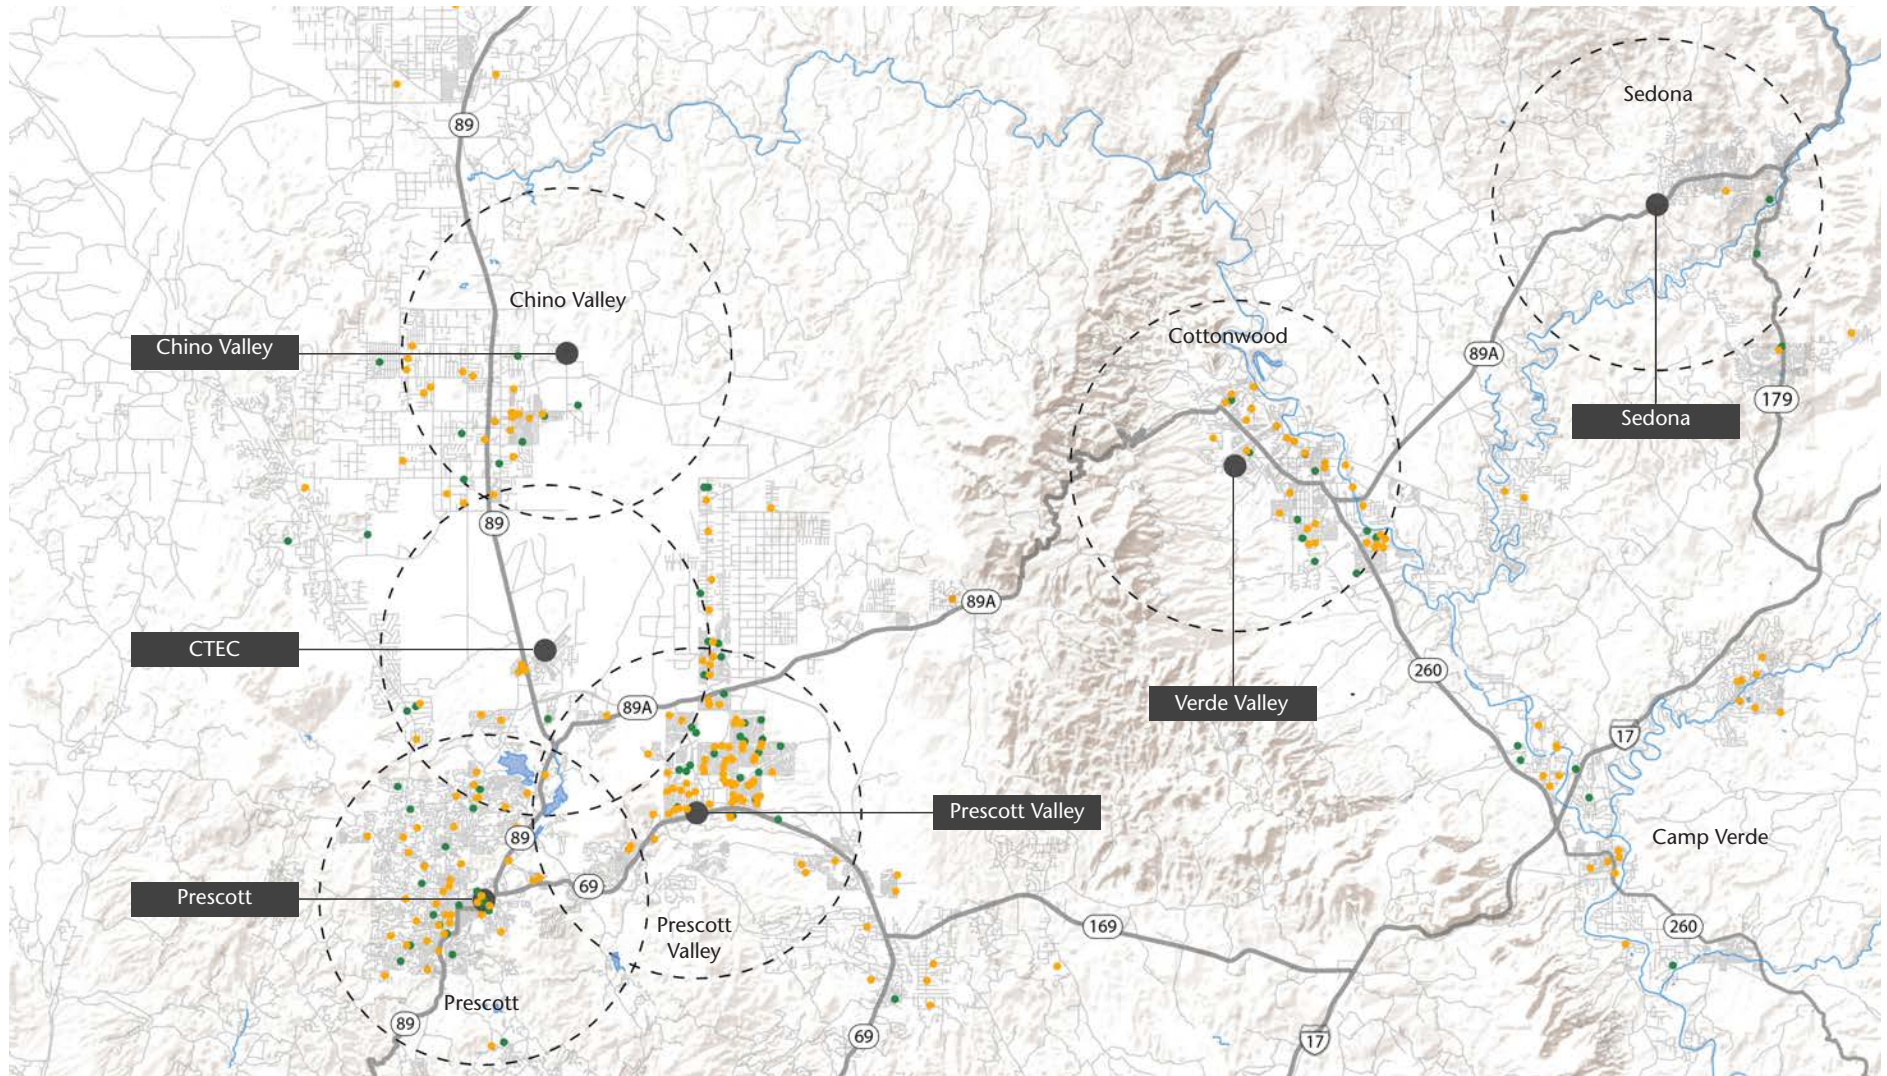 Sedona
89
Chino Valley
Cottonwood
Chino Valley
89A
179
Sedona
89
89A
CTEC
260
Verde Valley
89A
17
Prescott Valley
89
Camp Verde
69
Prescott
Prescott
Valley
169
260
Prescott
89
69
17